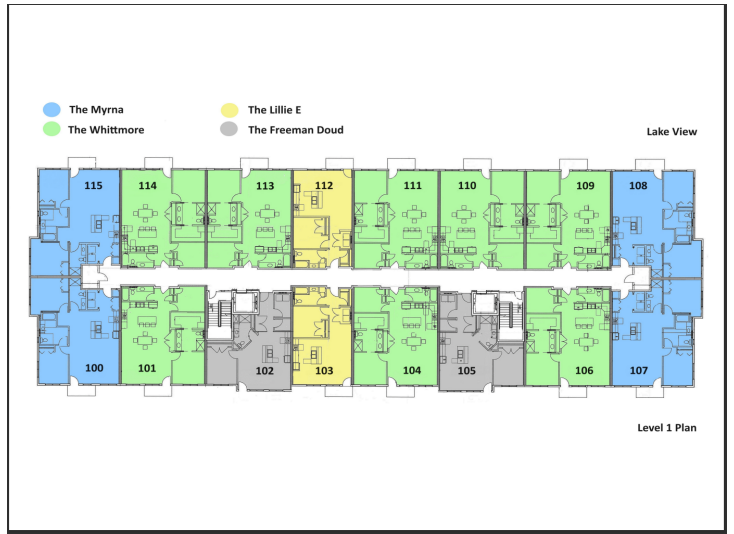 The Myrna
The Lillie E
The Whittmore
The Freeman Doud
Lake View
115
114
113
112
111
110
109
108
100
101
102
103
104
105
106
107
Level 1 Plan